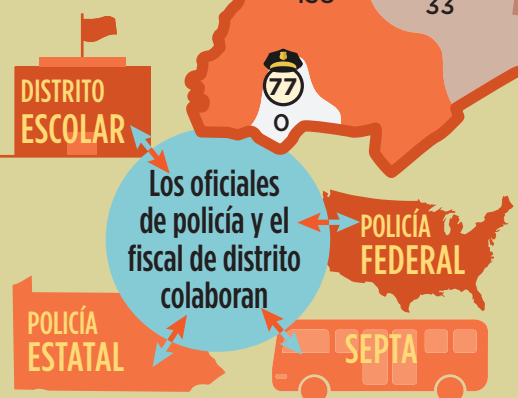 33
77
0
DISTRITO
ESCOLAR
Los oficiales
de policía y el
fiscal de distrito
colaboran
POLICÍA
FEDERAL
POLICÍA
ESTATAL
SEPTA